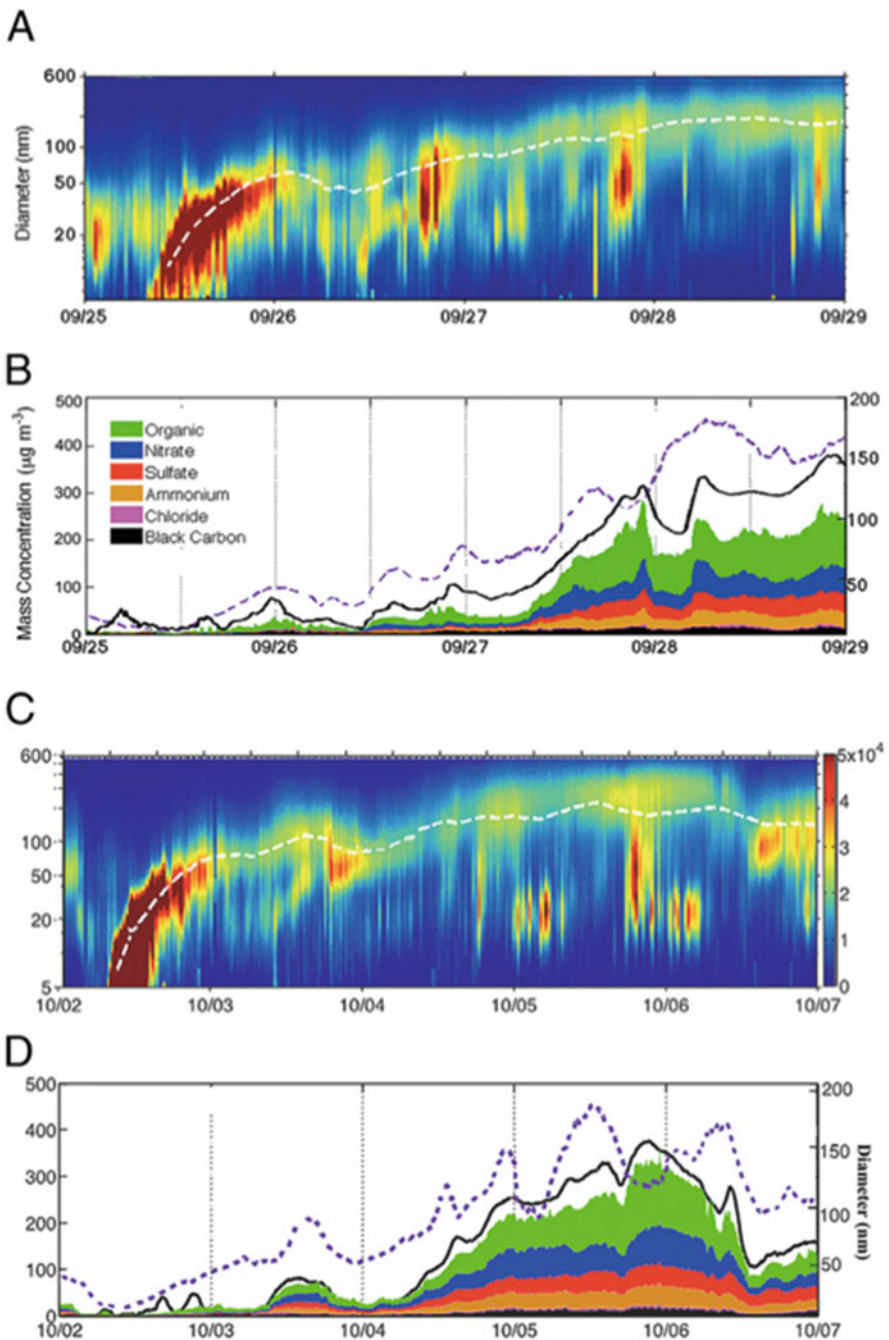 A
600
100
50
20
Diameter (nm)
09/25 09/26 09/27 09/28 09/29
B
500
400
300
200
100
0
Mass Concentration (µg m⁻³)
Organic
Nitrate
Sulfate
Ammonium
Chloride
Black Carbon
200
150
100
50
09/25 09/26 09/27 09/28 09/29
C
600
100
50
20
5
5x10⁴
4
3
2
1
0
10/02 10/03 10/04 10/05 10/06 10/07
D
500
400
300
200
100
0
200
150
100
50
Diameter (nm)
10/02 10/03 10/04 10/05 10/06 10/07